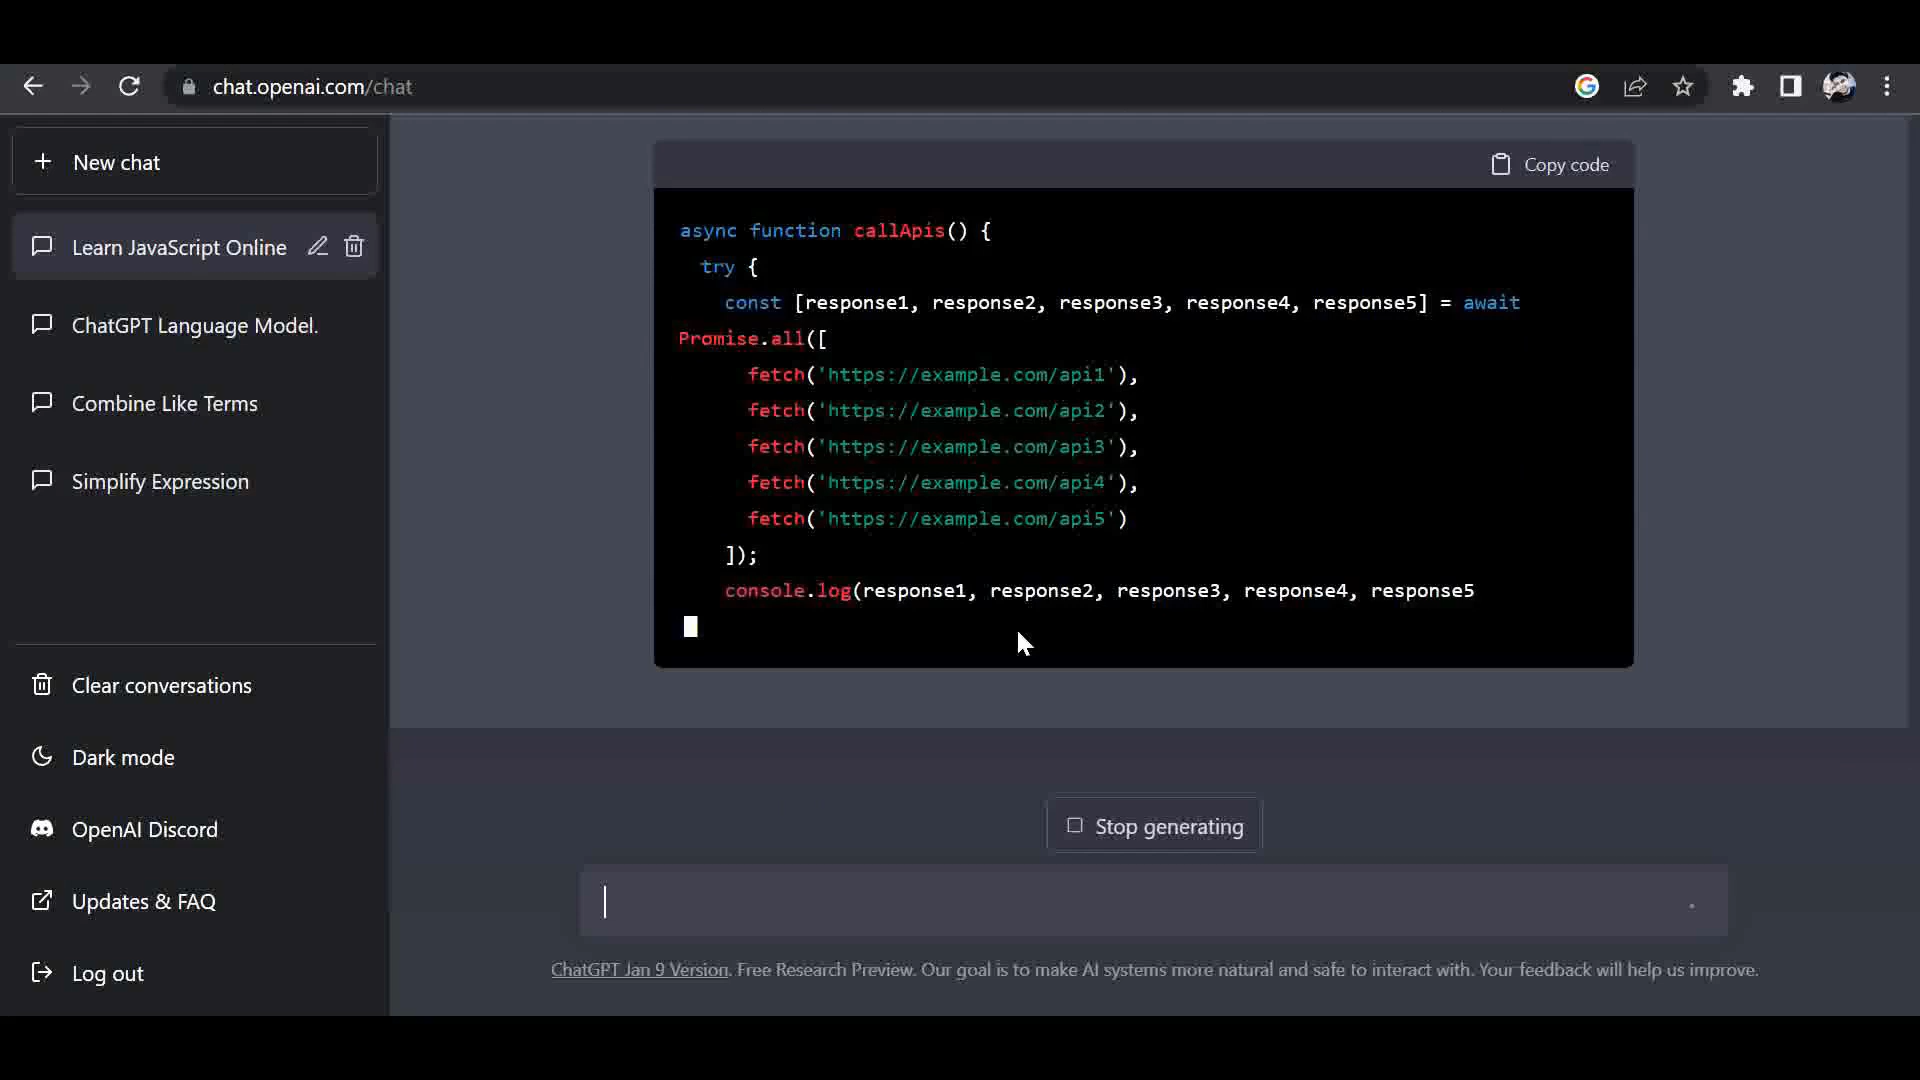 chat.openai.com/chat
New chat
Learn JavaScript Online
ChatGPT Language Model.
Combine Like Terms
Simplify Expression
Clear conversations
Dark mode
OpenAI Discord
Updates & FAQ
Log out
Copy code
async function callApis() {
try {
const [response1, response2, response3, response4, response5] = await
Promise.all([
fetch('https://example.com/api1'),
fetch('https://example.com/api2'),
fetch('https://example.com/api3'),
fetch('https://example.com/api4'),
fetch('https://example.com/api5')
]);
console.log(response1, response2, response3, response4, response5
Stop generating
ChatGPT Jan 9 Version. Free Research Preview. Our goal is to make AI systems more natural and safe to interact with. Your feedback will help us improve.